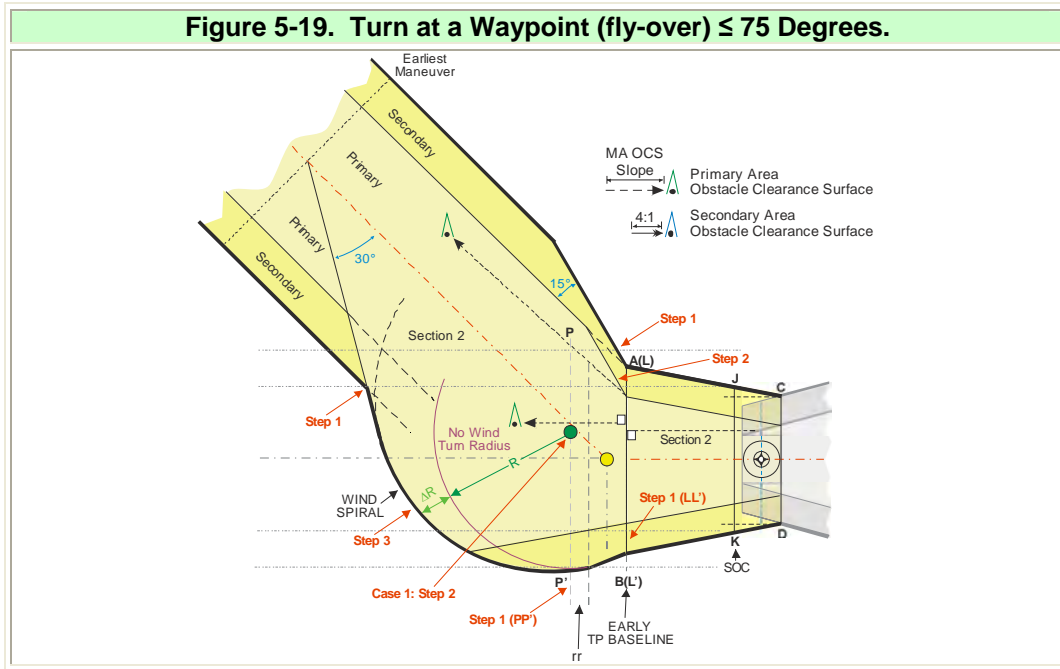 Figure 5-19. Turn at a Waypoint (fly-over) ≤ 75 Degrees.
Earliest
Maneuver
Secondary
Primary
Primary
Secondary
30°
15°
MA OCS
Slope
Primary Area
Obstacle Clearance Surface
4:1
Secondary Area
Obstacle Clearance Surface
Section 2
P
Step 1
A(L)
Step 2
J
C
Step 1
No Wind
Turn Radius
Section 2
R
WIND
SPIRAL
ΔR
Step 1 (LL')
Step 3
K
D
SOC
Case 1: Step 2
P'
B(L')
Step 1 (PP')
EARLY
TP BASELINE
rr